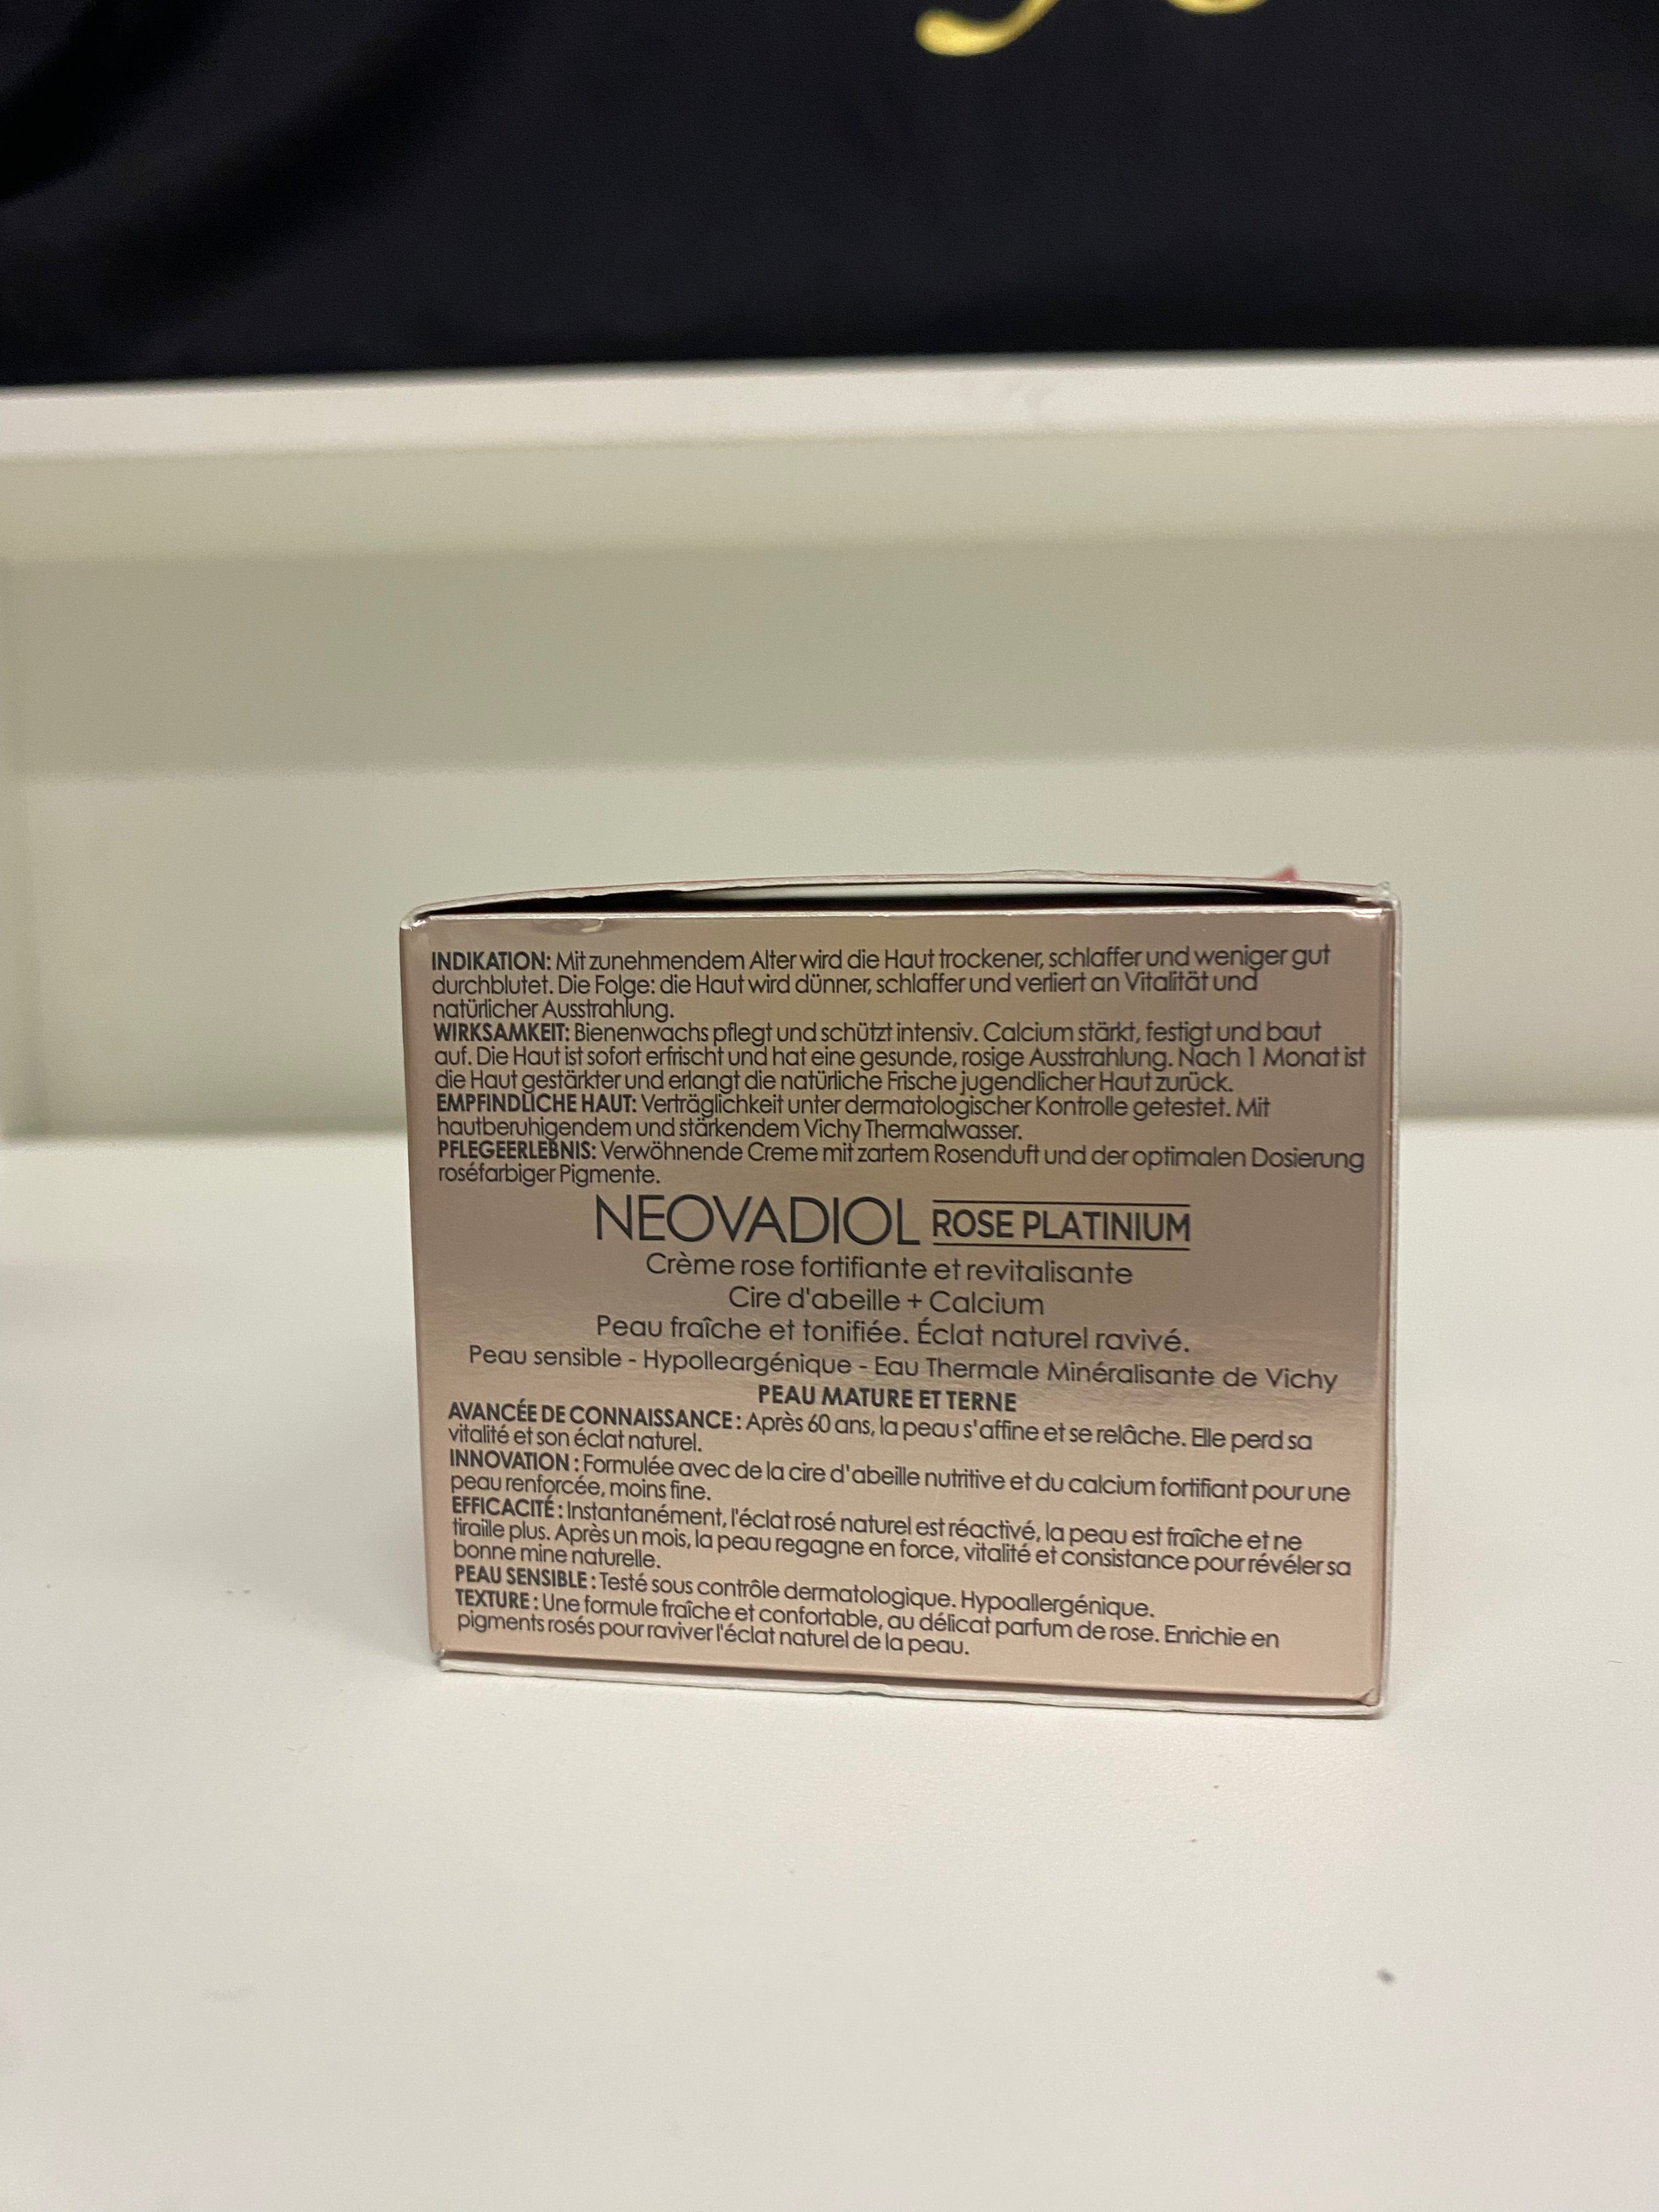 INDIKATION: Mit zunehmendem Alter wird die Haut trockener, schlaffer und weniger gut
durchblutet. Die Folge: die Haut wird dünner, schlaffer und verliert an Vitalität und
natürlicher Ausstrahlung.
WIRKSAMKEIT: Bienenwachs pflegt und schützt intensiv. Calcium stärkt, festigt und baut
auf. Die Haut ist sofort erfrischt und hat eine gesunde, rosige Ausstrahlung. Nach 1 Monat ist
die Haut gestärkter und erlangt die natürliche Frische jugendlicher Haut zurück.
EMPFINDLICHE HAUT: Verträglichkeit unter dermatologischer Kontrolle getestet. Mit
hautberuhigendem und stärkendem Vichy Thermalwasser.
PFLEGEERLEBNIS: Verwöhnende Creme mit zartem Rosenduft und der optimalen Dosierung
roséfarbiger Pigmente.
NEOVADIOL ROSE PLATINIUM
Crème rose fortifiante et revitalisante
Cire d'abeille + Calcium
Peau fraîche et tonifiée. Éclat naturel ravivé.
Peau sensible - Hypolleargénique - Eau Thermale Minéralisante de Vichy
PEAU MATURE ET TERNE
AVANCÉE DE CONNAISSANCE : Après 60 ans, la peau s'affine et se relâche. Elle perd sa
vitalité et son éclat naturel.
INNOVATION : Formulée avec de la cire d'abeille nutritive et du calcium fortifiant pour une
peau renforcée, moins fine.
EFFICACITÉ : Instantanément, l'éclat rosé naturel est réactivé, la peau est fraîche et ne
tiraille plus. Après un mois, la peau regagne en force, vitalité et consistance pour révéler sa
bonne mine naturelle.
PEAU SENSIBLE : Testé sous contrôle dermatologique. Hypoallergénique.
TEXTURE : Une formule fraîche et confortable, au délicat parfum de rose. Enrichie en
pigments rosés pour raviver l'éclat naturel de la peau.